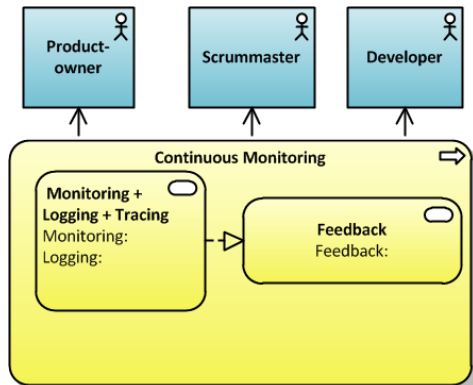 Product-
owner
Scrummaster
Developer
Continuous Monitoring
Monitoring +
Logging + Tracing
Monitoring:
Logging:
Feedback
Feedback: